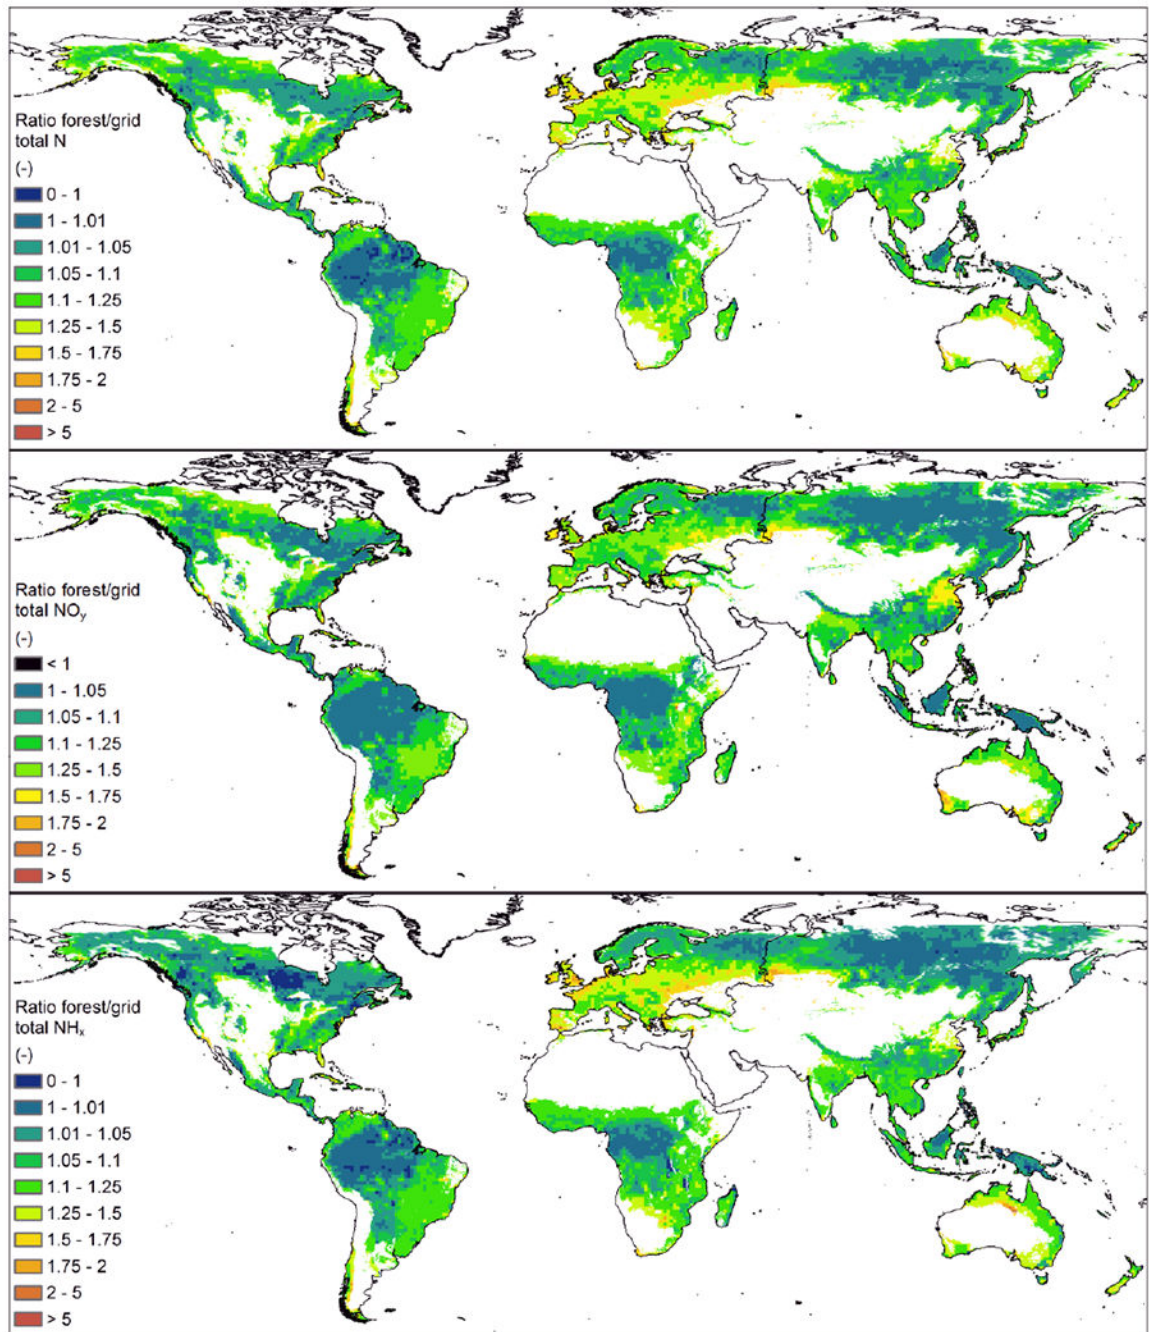 Ratio forest/grid
total N
(-)
0 - 1
1 - 1.01
1.01 - 1.05
1.05 - 1.1
1.1 - 1.25
1.25 - 1.5
1.5 - 1.75
1.75 - 2
2 - 5
> 5
Ratio forest/grid
total NOy
(-)
< 1
1 - 1.05
1.05 - 1.1
1.1 - 1.25
1.25 - 1.5
1.5 - 1.75
1.75 - 2
2 - 5
> 5
Ratio forest/grid
total NHx
(-)
0 - 1
1 - 1.01
1.01 - 1.05
1.05 - 1.1
1.1 - 1.25
1.25 - 1.5
1.5 - 1.75
1.75 - 2
2 - 5
> 5